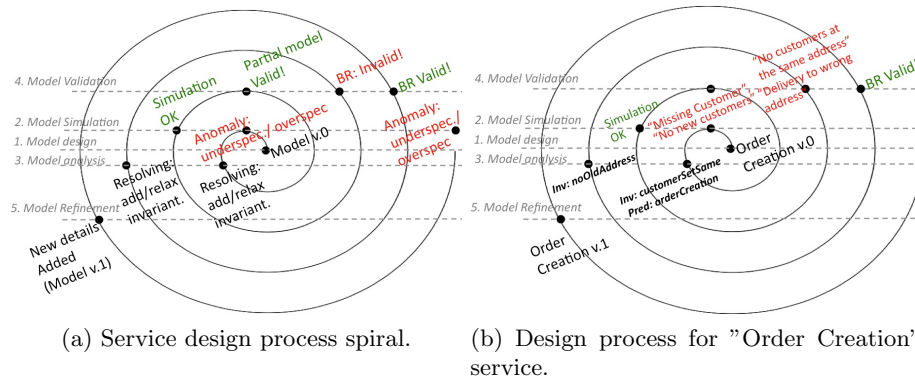 4. Model Validation
2. Model Simulation
1. Model design
3. Model analysis
5. Model Refinement
Simulation
OK
Partial model
Valid!
BR: Invalid!
BR Valid!
Anomaly:
underspec./ overspec
Model v.0
Anomaly:
underspec./
overspec
Resolving:
add/relax
invariant.
Resolving:
add/relax
invariant.
New details
Added
(Model v.1)
(a) Service design process spiral.
4. Model Validation
2. Model Simulation
1. Model design
3. Model analysis
5. Model Refinement
Simulation
OK
"Missing Customer",
"No new customers"
"No customers at
the same address"
"Delivery to wrong
address"
BR Valid!
Order
Creation v.0
Inv: noOldAddress
Inv: customerSetSame
Pred: orderCreation
Order
Creation v.1
(b) Design process for "Order Creation"
service.